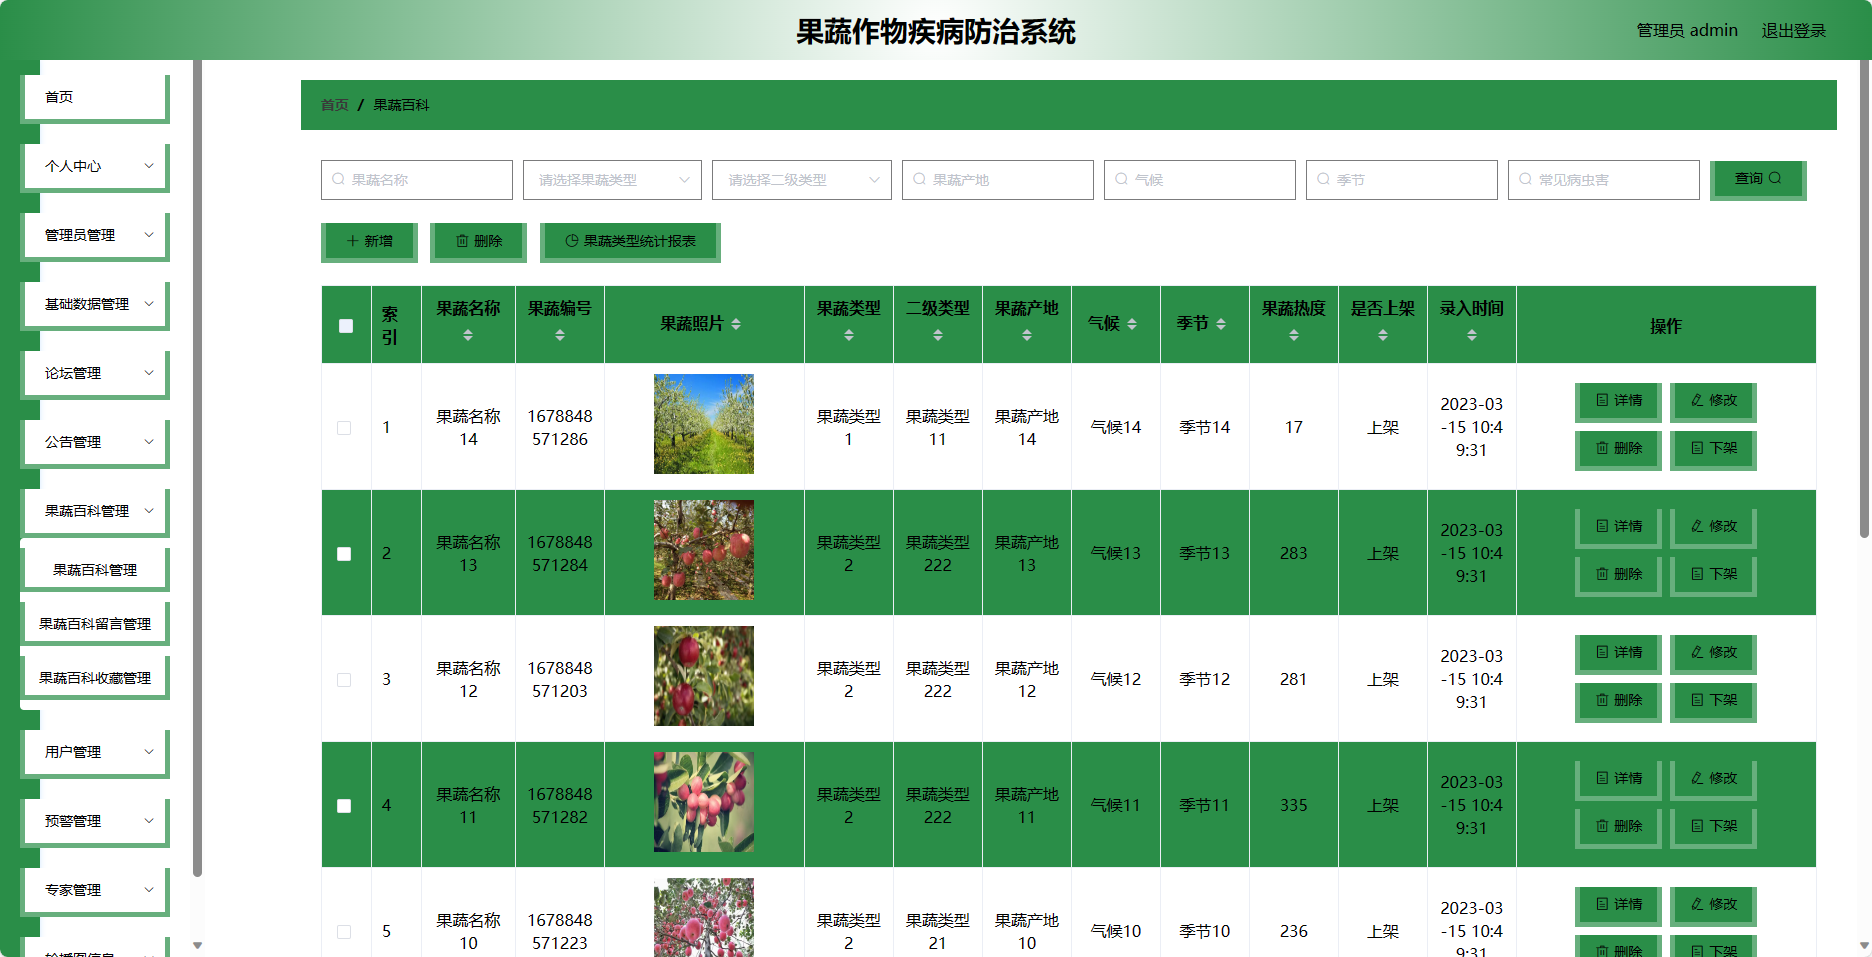 果蔬作物疾病防治系统
管理员 admin 退出登录
首页
个人中心
管理员管理
基础数据管理
论坛管理
公告管理
果蔬百科管理
果蔬百科管理
果蔬百科留言管理
果蔬百科收藏管理
用户管理
预警管理
专家管理
首页 / 果蔬百科
果蔬名称 请选择果蔬类型 请选择二级类型 果蔬产地 气候 季节 常见病虫害 查询
新增 删除 果蔬类型统计报表
索引 果蔬名称 果蔬编号 果蔬照片 果蔬类型 二级类型 果蔬产地 气候 季节 果蔬热度 是否上架 录入时间 操作
1 果蔬名称14 1678848571286 果蔬类型1 二级类型11 果蔬产地14 气候14 季节14 17 上架 2023-03-15 10:49:31 详情 修改 删除 下架
2 果蔬名称13 1678848571284 果蔬类型2 二级类型222 果蔬产地13 气候13 季节13 283 上架 2023-03-15 10:49:31 详情 修改 删除 下架
3 果蔬名称12 1678848571203 果蔬类型2 二级类型222 果蔬产地12 气候12 季节12 281 上架 2023-03-15 10:49:31 详情 修改 删除 下架
4 果蔬名称11 1678848571282 果蔬类型2 二级类型222 果蔬产地11 气候11 季节11 335 上架 2023-03-15 10:49:31 详情 修改 删除 下架
5 果蔬名称10 1678848571223 果蔬类型2 二级类型21 果蔬产地10 气候10 季节10 236 上架 2023-03-15 10:49:31 详情 修改 删除 下架